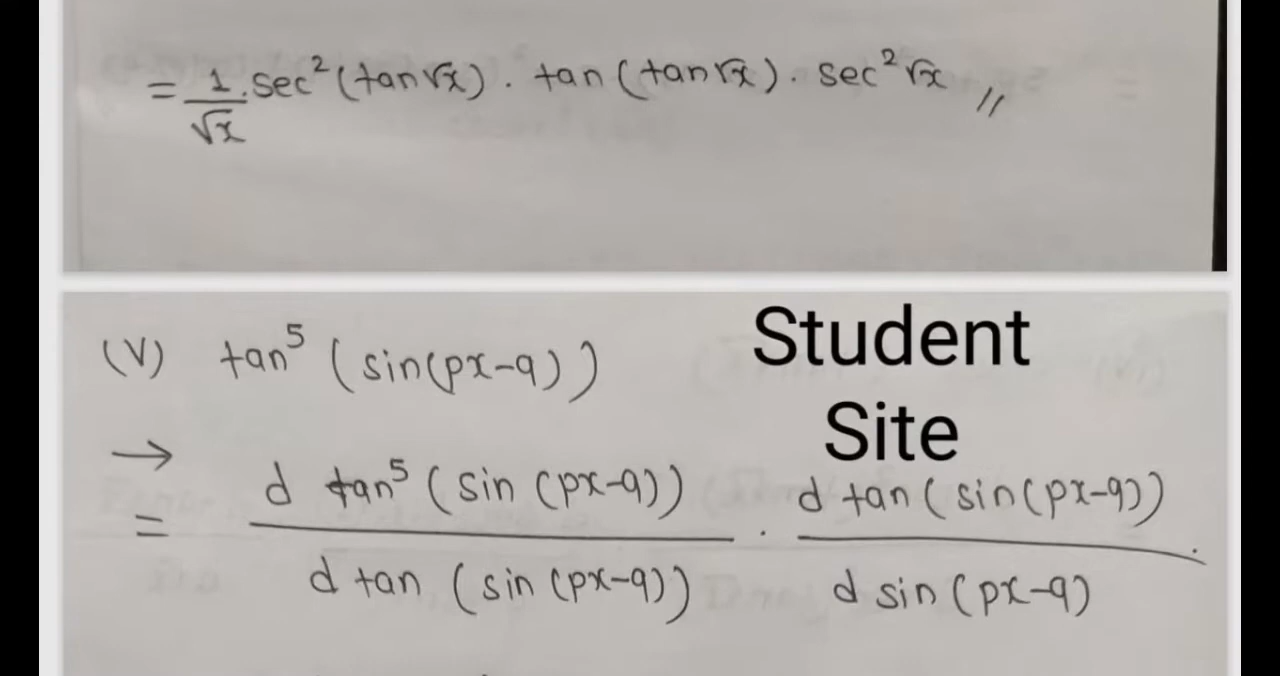 = 1/√x . sec² (tan√x) . tan (tan√x) . sec² √x //
(V) tan⁵ (sin(px-q))
Student
Site
→
= d tan⁵ (sin (px-q)) / d tan (sin (px-q)) . d tan (sin(px-q)) / d sin (px-q) .